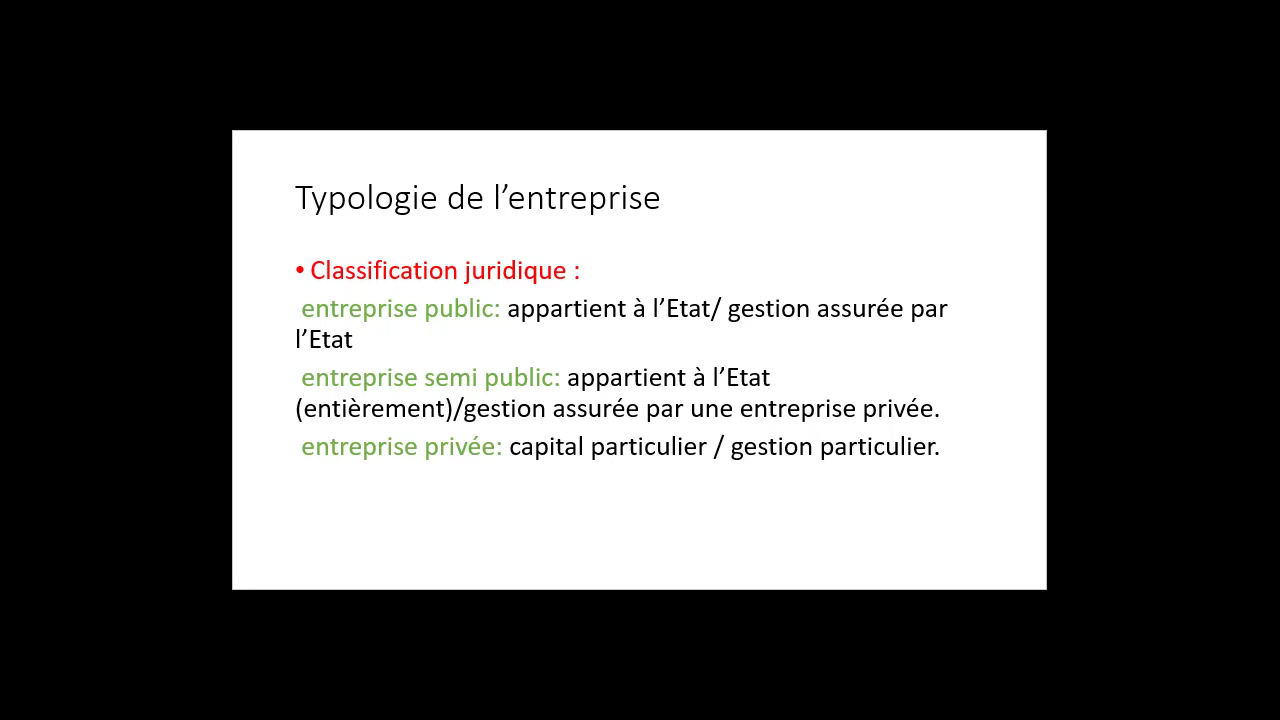 Typologie de l’entreprise
• Classification juridique :
entreprise public: appartient à l’Etat/ gestion assurée par
l’Etat
entreprise semi public: appartient à l’Etat
(entièrement)/gestion assurée par une entreprise privée.
entreprise privée: capital particulier / gestion particulier.